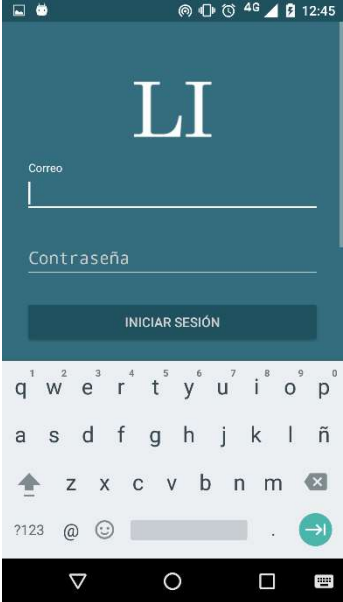 4G 12:45
LI
Correo
Contraseña
INICIAR SESIÓN
1 2 3 4 5 6 7 8 9 0
q w e r t y u i o p
a s d f g h j k l ñ
z x c v b n m
?123 @ .